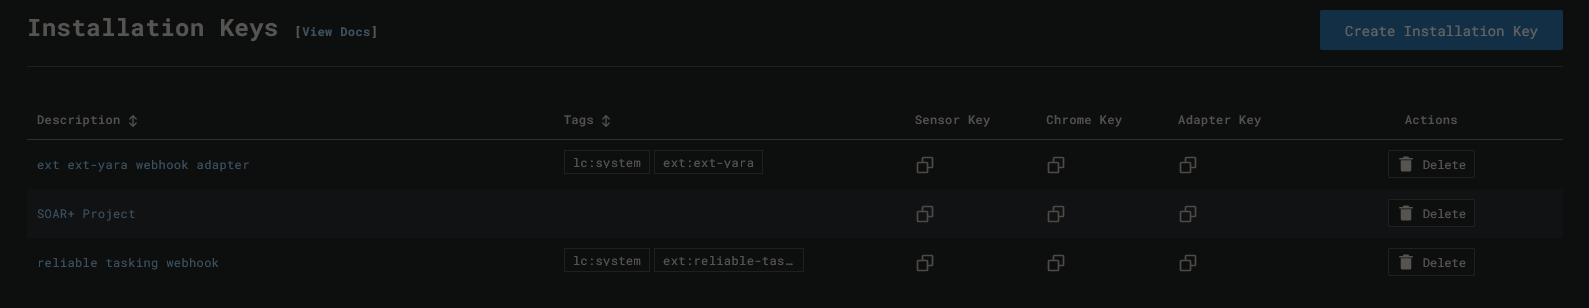 Installation Keys [View Docs] Create Installation Key
Description Tags Sensor Key Chrome Key Adapter Key Actions
ext ext-yara webhook adapter lc:system ext:ext-yara Delete
SOAR+ Project Delete
reliable tasking webhook lc:system ext:reliable-tas… Delete